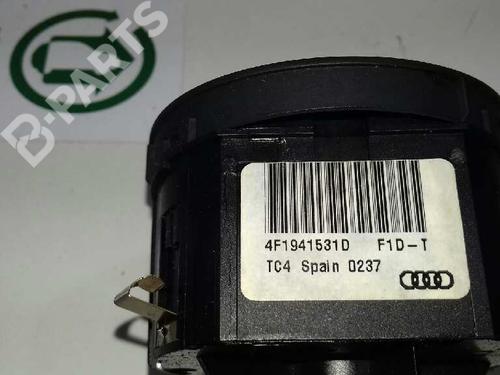 B-PARTS
4F1941531D F1D-T
TC4 Spain 0237